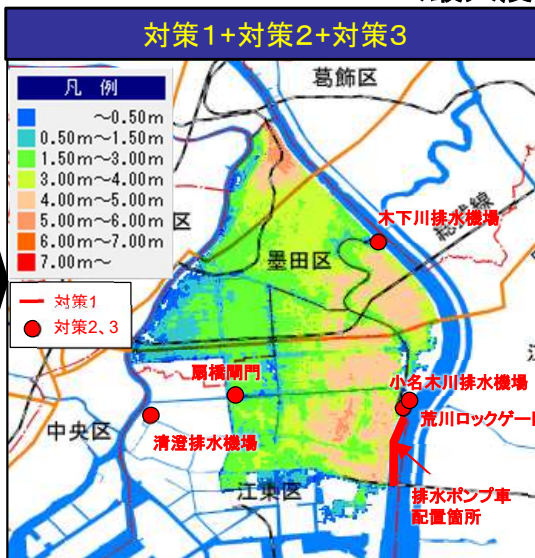 対策1+対策2+対策3
凡 例
～0.50m
0.50m～1.50m
1.50m～3.00m
3.00m～4.00m
4.00m～5.00m
5.00m～6.00m
6.00m～7.00m
7.00m～
対策1
対策2、3
葛飾区
区
総武線
木下川排水機場
墨田区
扇橋閘門
小名木川排水機場
荒川ロックゲート
中央区
清澄排水機場
江東区
排水ポンプ車
配置箇所